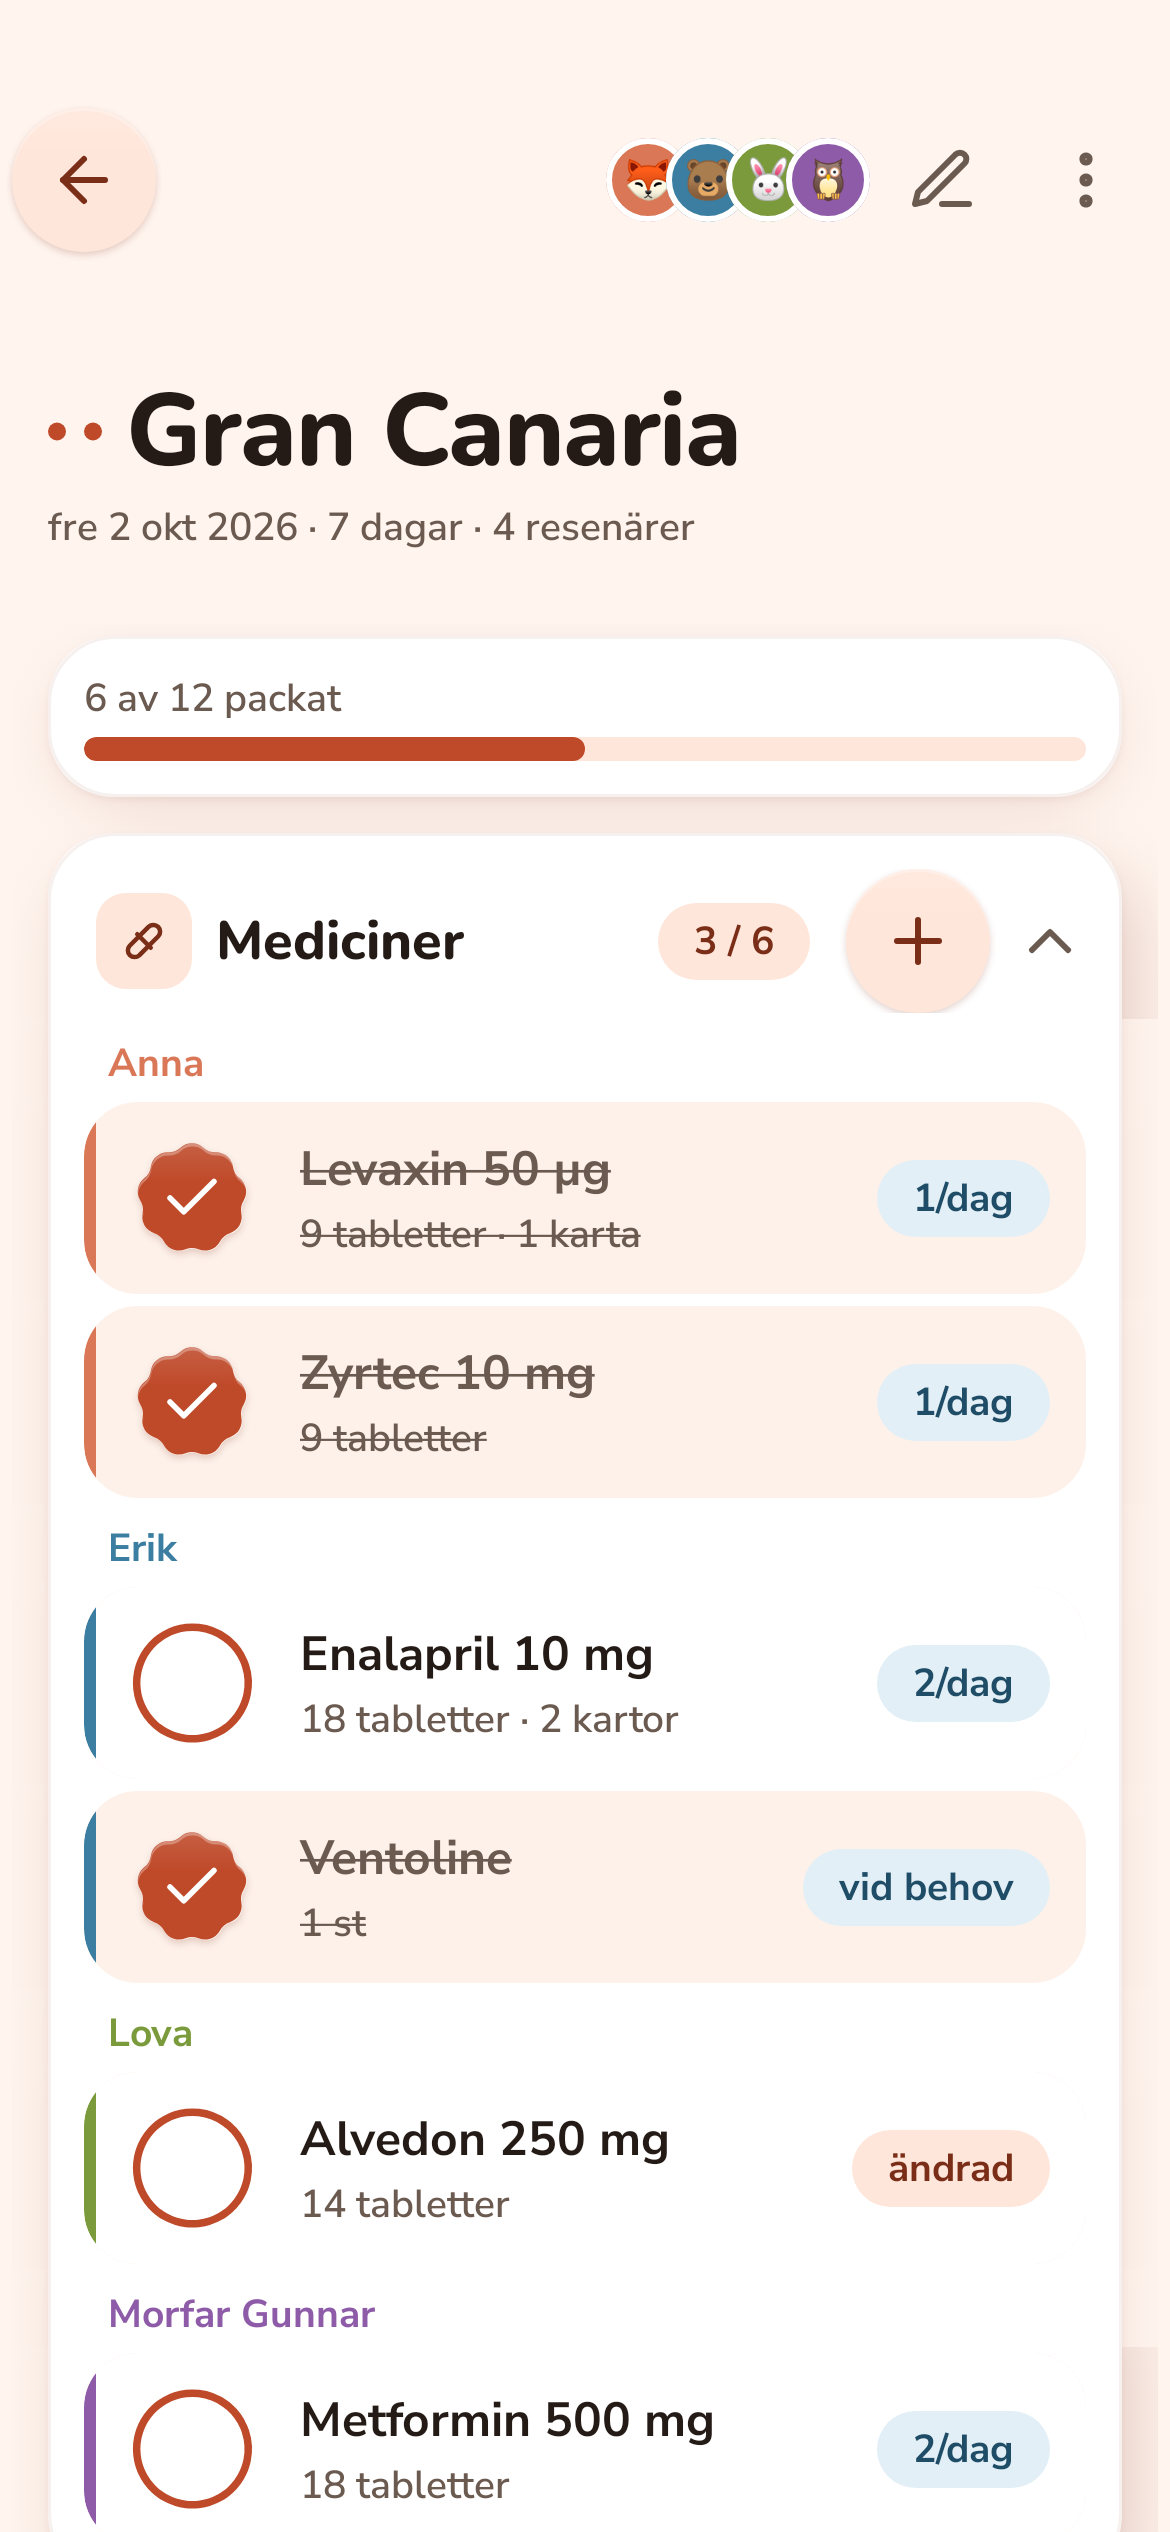 Gran Canaria
fre 2 okt 2026 · 7 dagar · 4 resenärer
6 av 12 packat
Mediciner 3 / 6
Anna
Levaxin 50 µg
9 tabletter · 1 karta
1/dag
Zyrtec 10 mg
9 tabletter
1/dag
Erik
Enalapril 10 mg
18 tabletter · 2 kartor
2/dag
Ventoline
1 st
vid behov
Lova
Alvedon 250 mg
14 tabletter
ändrad
Morfar Gunnar
Metformin 500 mg
18 tabletter
2/dag